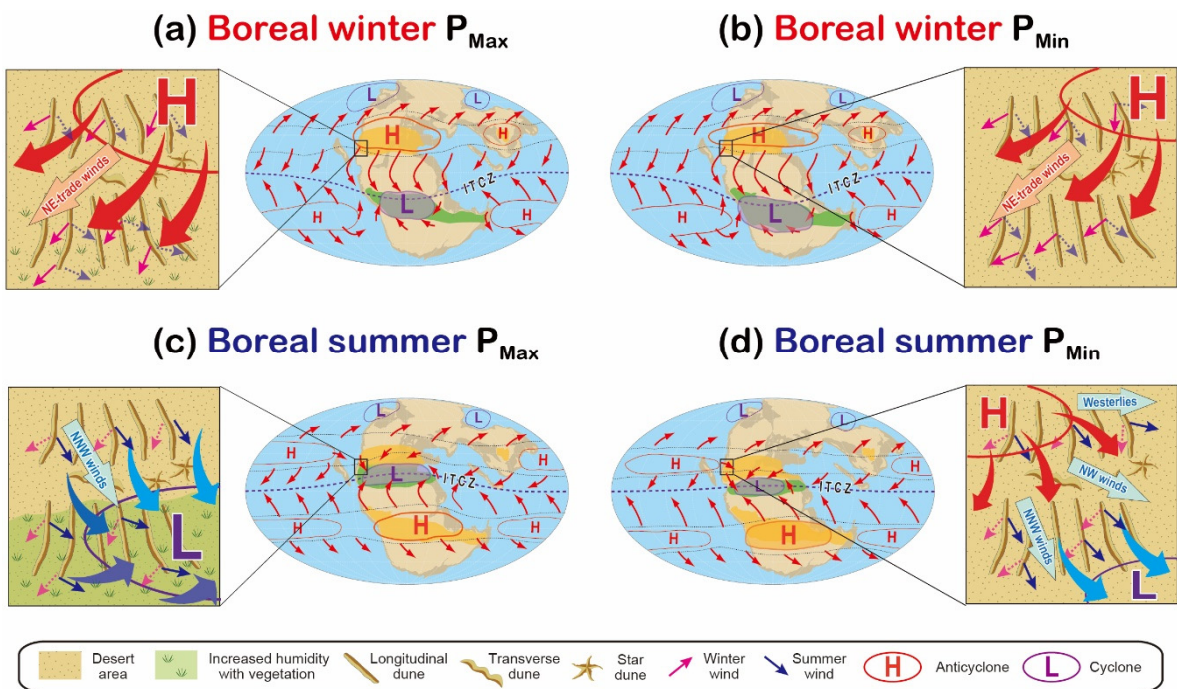 (a) Boreal winter PMax
(b) Boreal winter PMin
H
NE-trade winds
L
L
H
H
ITCZ
H
L
H
L
L
H
H
ITCZ
H
L
H
H
NE-trade winds
(c) Boreal summer PMax
(d) Boreal summer PMin
NNW winds
L
L
L
H
L
H
ITCZ
H
H
H
L
L
H
H
L
ITCZ
H
H
H
H
Westerlies
NW winds
NNW winds
L
Desert area
Increased humidity with vegetation
Longitudinal dune
Transverse dune
Star dune
Winter wind
Summer wind
H
Anticyclone
L
Cyclone